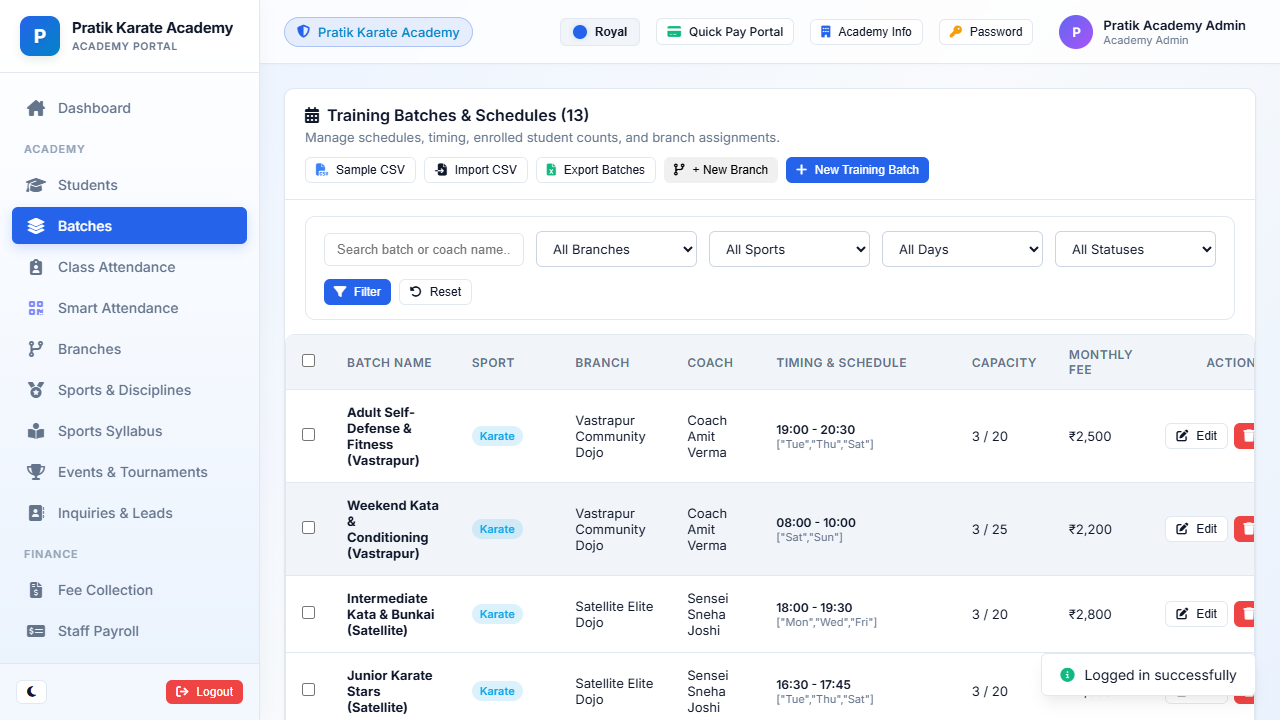 P
Pratik Karate Academy
ACADEMY PORTAL
Pratik Karate Academy
Royal
Quick Pay Portal
Academy Info
Password
P
Pratik Academy Admin
Academy Admin
Dashboard
ACADEMY
Students
Batches
Class Attendance
Smart Attendance
Branches
Sports & Disciplines
Sports Syllabus
Events & Tournaments
Inquiries & Leads
FINANCE
Fee Collection
Staff Payroll
Logout
Training Batches & Schedules (13)
Manage schedules, timing, enrolled student counts, and branch assignments.
Sample CSV
Import CSV
Export Batches
+ New Branch
New Training Batch
Search batch or coach name..
All Branches
All Sports
All Days
All Statuses
Filter
Reset
BATCH NAME
SPORT
BRANCH
COACH
TIMING & SCHEDULE
CAPACITY
MONTHLY
FEE
ACTION
Adult Self-
Defense &
Fitness
(Vastrapur)
Karate
Vastrapur
Community
Dojo
Coach
Amit
Verma
19:00 - 20:30
["Tue","Thu","Sat"]
3 / 20
₹2,500
Edit
Weekend Kata
&
Conditioning
(Vastrapur)
Karate
Vastrapur
Community
Dojo
Coach
Amit
Verma
08:00 - 10:00
["Sat","Sun"]
3 / 25
₹2,200
Edit
Intermediate
Kata & Bunkai
(Satellite)
Karate
Satellite Elite
Dojo
Sensei
Sneha
Joshi
18:00 - 19:30
["Mon","Wed","Fri"]
3 / 20
₹2,800
Edit
Junior Karate
Stars
(Satellite)
Karate
Satellite Elite
Dojo
Sensei
Sneha
Joshi
16:30 - 17:45
["Tue","Thu","Sat"]
3 / 20
Logged in successfully